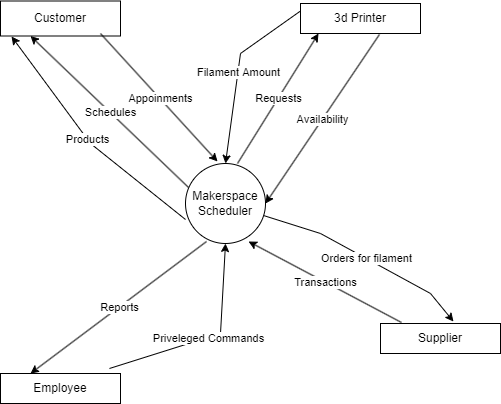 Customer
3d Printer
Filament Amount
Appoinments
Requests
Schedules
Availability
Products
Makerspace
Scheduler
Orders for filament
Transactions
Reports
Priveleged Commands
Supplier
Employee